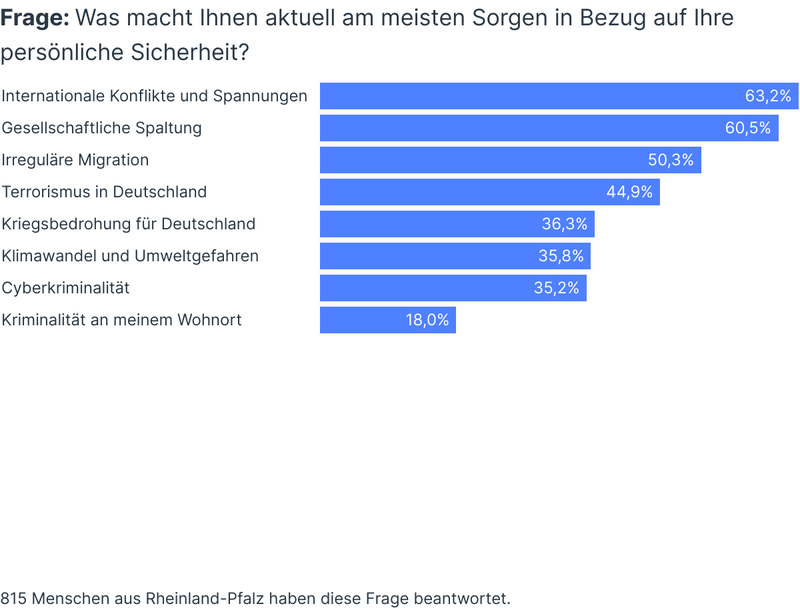 Frage: Was macht Ihnen aktuell am meisten Sorgen in Bezug auf Ihre
persönliche Sicherheit?
Internationale Konflikte und Spannungen 63,2%
Gesellschaftliche Spaltung 60,5%
Irreguläre Migration 50,3%
Terrorismus in Deutschland 44,9%
Kriegsbedrohung für Deutschland 36,3%
Klimawandel und Umweltgefahren 35,8%
Cyberkriminalität 35,2%
Kriminalität an meinem Wohnort 18,0%
815 Menschen aus Rheinland-Pfalz haben diese Frage beantwortet.